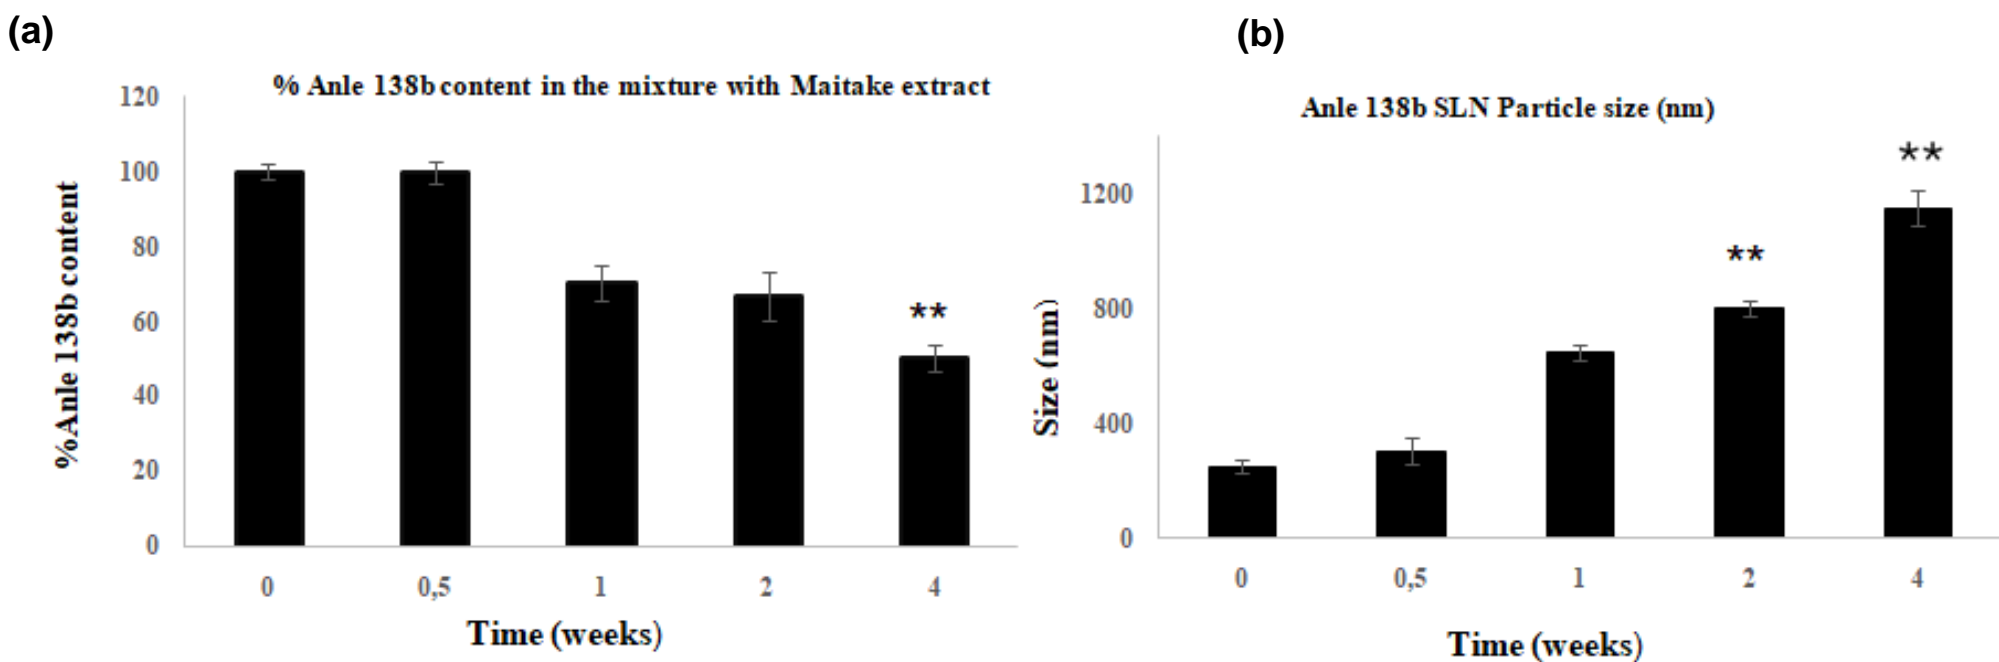 (a)
% Anle 138b content in the mixture with Maitake extract
%Anle 138b content
120
100
80
60
40
20
0
**
0 0,5 1 2 4
Time (weeks)
(b)
Anle 138b SLN Particle size (nm)
Size (nm)
1200
800
400
0
**
**
0 0,5 1 2 4
Time (weeks)